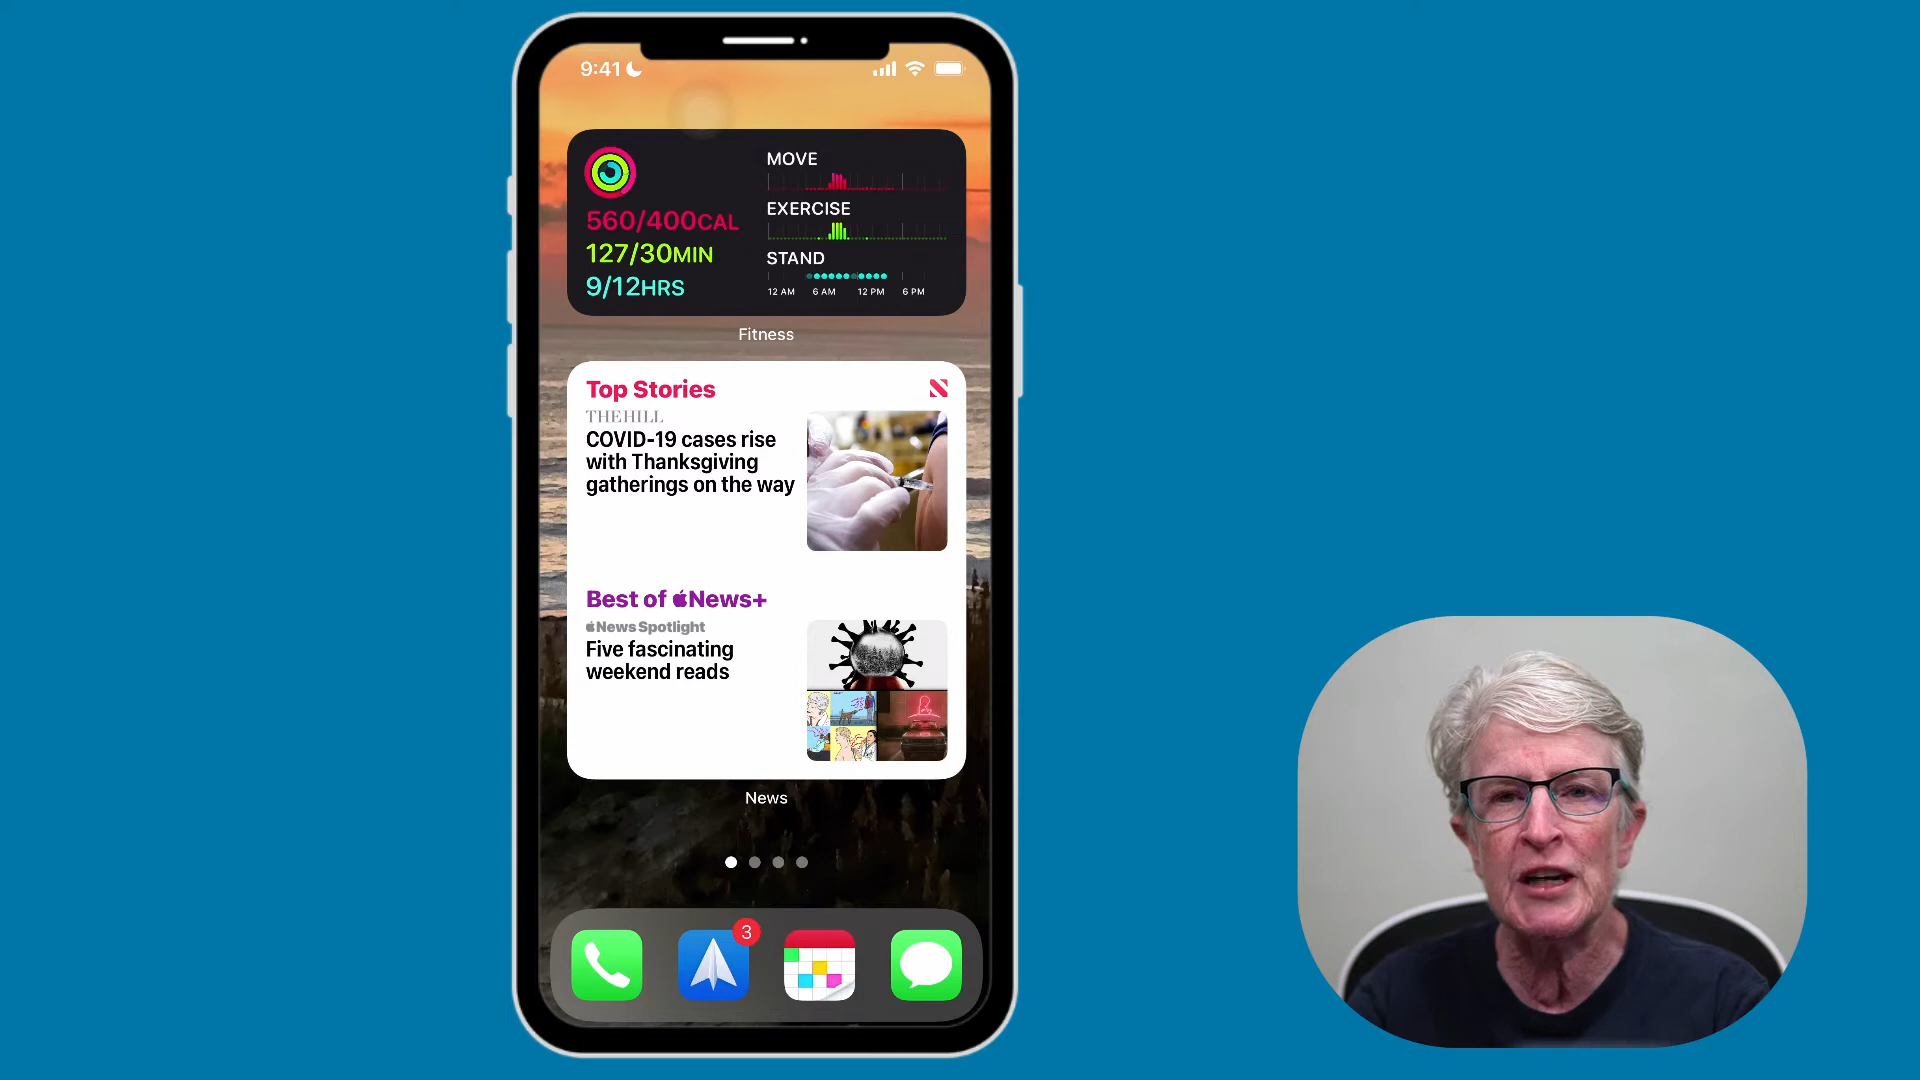 9:41
560/400CAL
127/30MIN
9/12HRS
MOVE
EXERCISE
STAND
12 AM 6 AM 12 PM 6 PM
Fitness
Top Stories
THE HILL
COVID-19 cases rise
with Thanksgiving
gatherings on the way
Best of News+
News Spotlight
Five fascinating
weekend reads
News
3